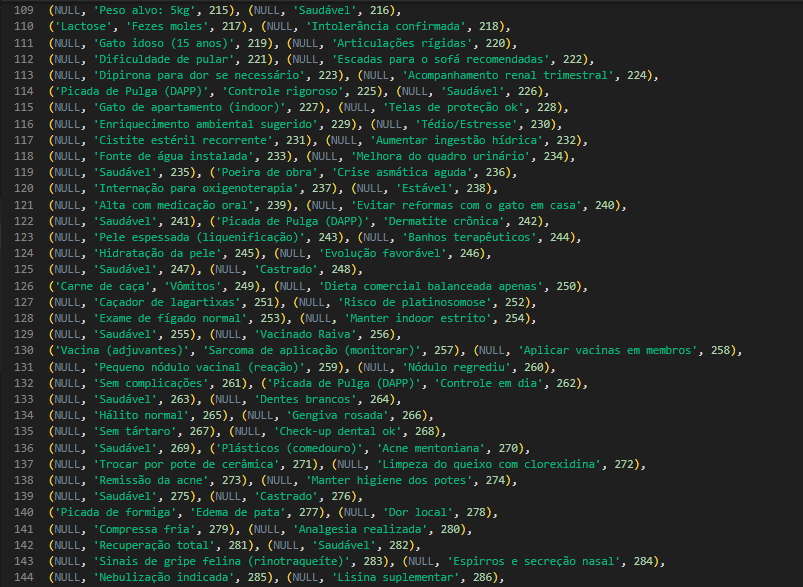 109 (NULL, 'Peso alvo: 5kg', 215), (NULL, 'Saudável', 216),
110 ('Lactose', 'Fezes moles', 217), (NULL, 'Intolerância confirmada', 218),
111 (NULL, 'Gato idoso (15 anos)', 219), (NULL, 'Articulações rígidas', 220),
112 (NULL, 'Dificuldade de pular', 221), (NULL, 'Escadas para o sofá recomendadas', 222),
113 (NULL, 'Dipirona para dor se necessário', 223), (NULL, 'Acompanhamento renal trimestral', 224),
114 ('Picada de Pulga (DAPP)', 'Controle rigoroso', 225), (NULL, 'Saudável', 226),
115 (NULL, 'Gato de apartamento (indoor)', 227), (NULL, 'Telas de proteção ok', 228),
116 (NULL, 'Enriquecimento ambiental sugerido', 229), (NULL, 'Tédio/Estresse', 230),
117 (NULL, 'Cistite estéril recorrente', 231), (NULL, 'Aumentar ingestão hídrica', 232),
118 (NULL, 'Fonte de água instalada', 233), (NULL, 'Melhora do quadro urinário', 234),
119 (NULL, 'Saudável', 235), ('Poeira de obra', 'Crise asmática aguda', 236),
120 (NULL, 'Internação para oxigenoterapia', 237), (NULL, 'Estável', 238),
121 (NULL, 'Alta com medicação oral', 239), (NULL, 'Evitar reformas com o gato em casa', 240),
122 (NULL, 'Saudável', 241), ('Picada de Pulga (DAPP)', 'Dermatite crônica', 242),
123 (NULL, 'Pele espessada (liquenificação)', 243), (NULL, 'Banhos terapêuticos', 244),
124 (NULL, 'Hidratação da pele', 245), (NULL, 'Evolução favorável', 246),
125 (NULL, 'Saudável', 247), (NULL, 'Castrado', 248),
126 ('Carne de caça', 'Vômitos', 249), (NULL, 'Dieta comercial balanceada apenas', 250),
127 (NULL, 'Caçador de lagartixas', 251), (NULL, 'Risco de platinosomose', 252),
128 (NULL, 'Exame de fígado normal', 253), (NULL, 'Manter indoor estrito', 254),
129 (NULL, 'Saudável', 255), (NULL, 'Vacinado Raiva', 256),
130 ('Vacina (adjuvantes)', 'Sarcoma de aplicação (monitorar)', 257), (NULL, 'Aplicar vacinas em membros', 258),
131 (NULL, 'Pequeno nódulo vacinal (reação)', 259), (NULL, 'Nódulo regrediu', 260),
132 (NULL, 'Sem complicações', 261), ('Picada de Pulga (DAPP)', 'Controle em dia', 262),
133 (NULL, 'Saudável', 263), (NULL, 'Dentes brancos', 264),
134 (NULL, 'Hálito normal', 265), (NULL, 'Gengiva rosada', 266),
135 (NULL, 'Sem tártaro', 267), (NULL, 'Check-up dental ok', 268),
136 (NULL, 'Saudável', 269), ('Plásticos (comedouro)', 'Acne mentoniana', 270),
137 (NULL, 'Trocar por pote de cerâmica', 271), (NULL, 'Limpeza do queixo com clorexidina', 272),
138 (NULL, 'Remissão da acne', 273), (NULL, 'Manter higiene dos potes', 274),
139 (NULL, 'Saudável', 275), (NULL, 'Castrado', 276),
140 ('Picada de formiga', 'Edema de pata', 277), (NULL, 'Dor local', 278),
141 (NULL, 'Compressa fria', 279), (NULL, 'Analgesia realizada', 280),
142 (NULL, 'Recuperação total', 281), (NULL, 'Saudável', 282),
143 (NULL, 'Sinais de gripe felina (rinotraqueíte)', 283), (NULL, 'Espirros e secreção nasal', 284),
144 (NULL, 'Nebulização indicada', 285), (NULL, 'Lisina suplementar', 286),